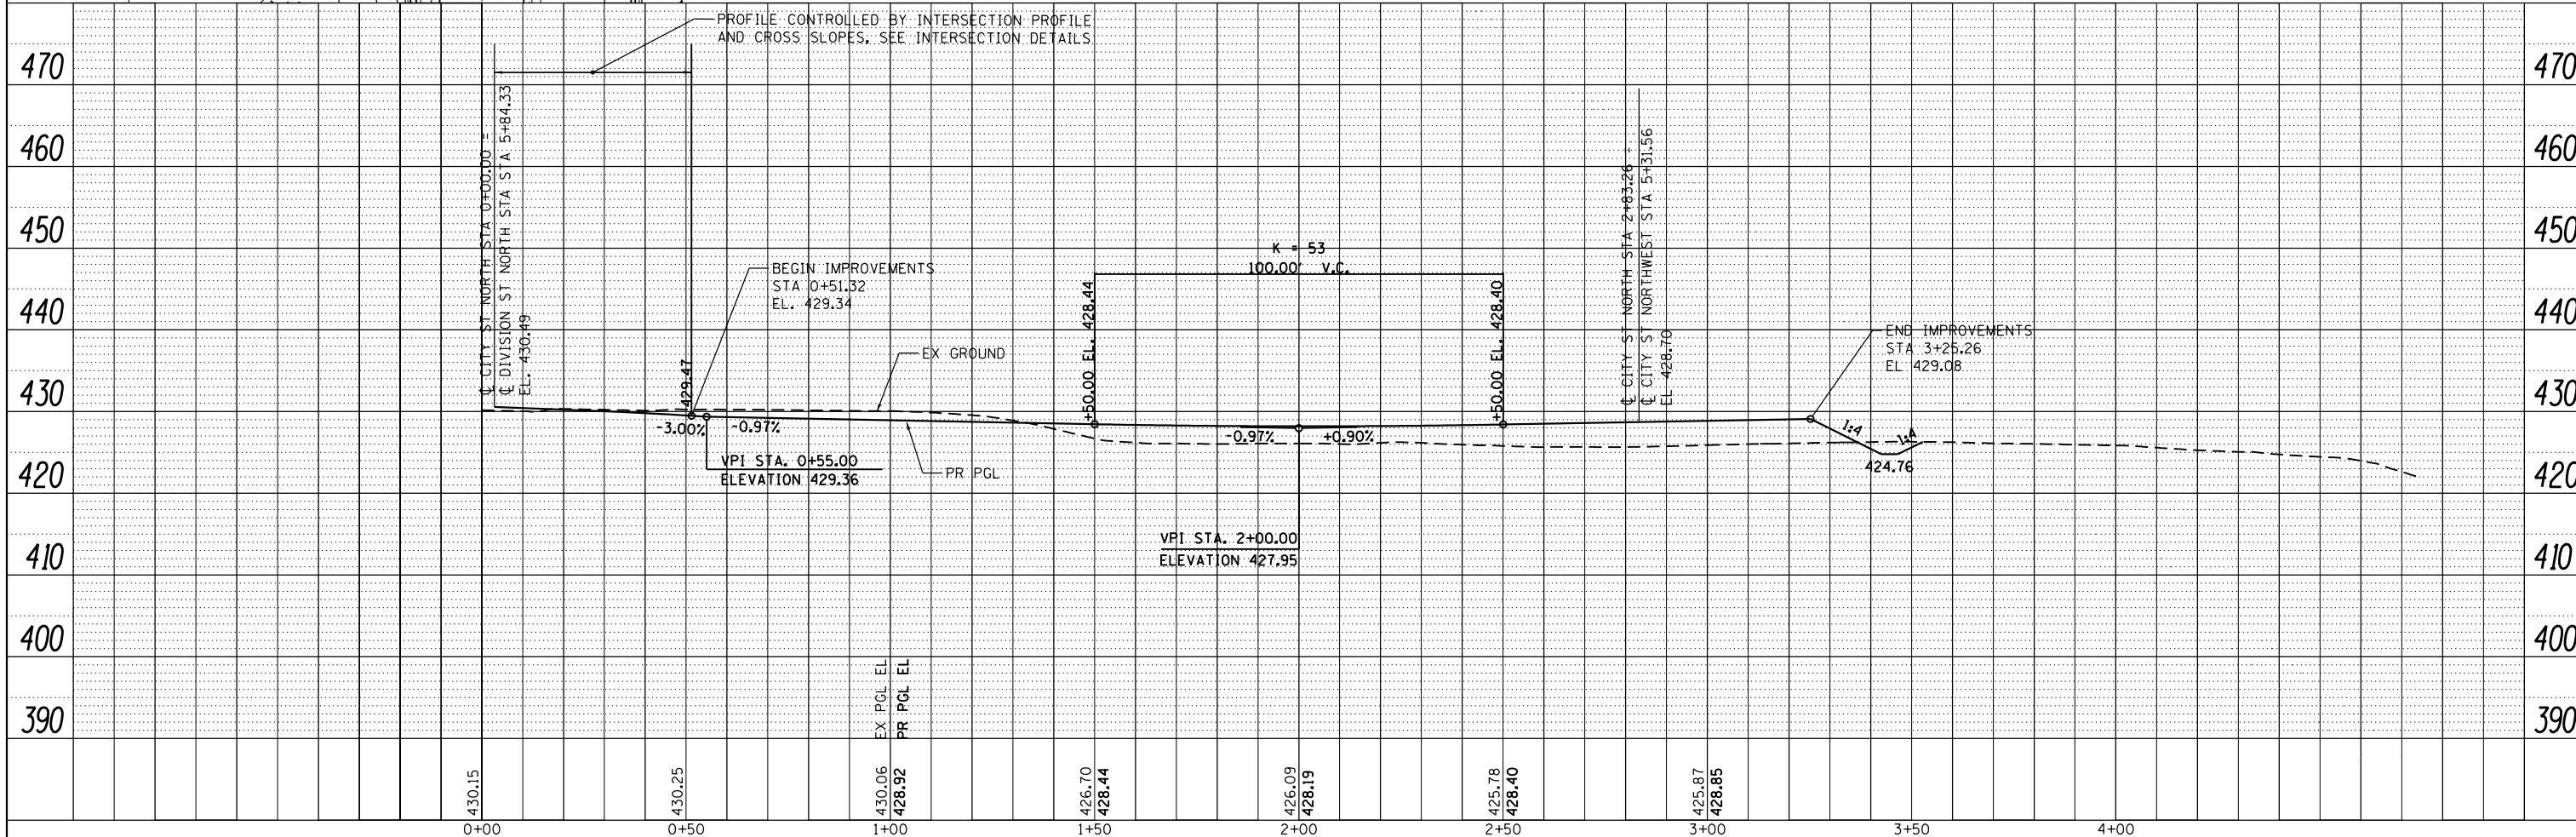 PROFILE CONTROLLED BY INTERSECTION PROFILE
AND CROSS SLOPES, SEE INTERSECTION DETAILS
470
470
460
460
450
450
440
440
430
430
420
420
410
410
400
400
390
390
℄ CITY ST NORTH STA 0+00.00 =
℄ DIVISION ST NORTH STA STA 5+84.33
EL. 430.49
BEGIN IMPROVEMENTS
STA 0+51.32
EL. 429.34
429.47
-3.00%
-0.97%
VPI STA. 0+55.00
ELEVATION 429.36
EX GROUND
PR PGL
K = 53
100.00' V.C.
+50.00 EL. 428.44
+50.00 EL. 428.40
-0.97%
+0.90%
VPI STA. 2+00.00
ELEVATION 427.95
℄ CITY ST NORTH STA 2+83.26 =
℄ CITY ST NORTHWEST STA 5+31.56
EL 428.70
END IMPROVEMENTS
STA 3+25.26
EL 429.08
1:4
1:4
424.76
EX PGL EL
PR PGL EL
430.15
430.25
430.06
428.92
426.70
428.44
426.09
428.19
425.78
428.40
425.87
428.85
0+00
0+50
1+00
1+50
2+00
2+50
3+00
3+50
4+00